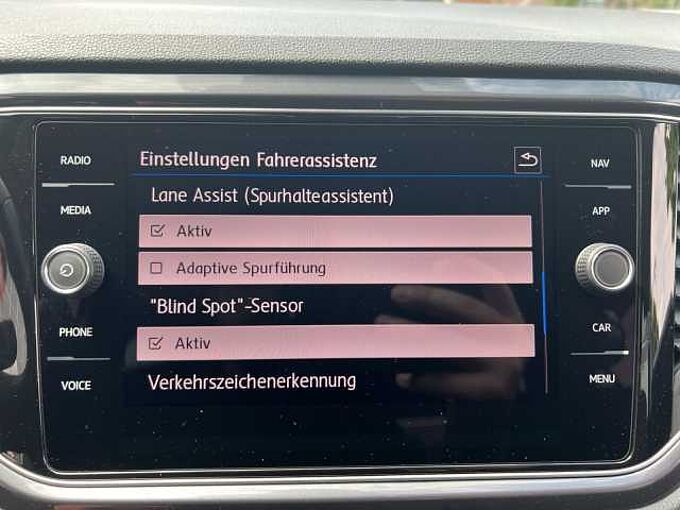 RADIO
MEDIA
PHONE
VOICE
Einstellungen Fahrerassistenz
Lane Assist (Spurhalteassistent)
Aktiv
Adaptive Spurführung
"Blind Spot"-Sensor
Aktiv
Verkehrszeichenerkennung
NAV
APP
CAR
MENU